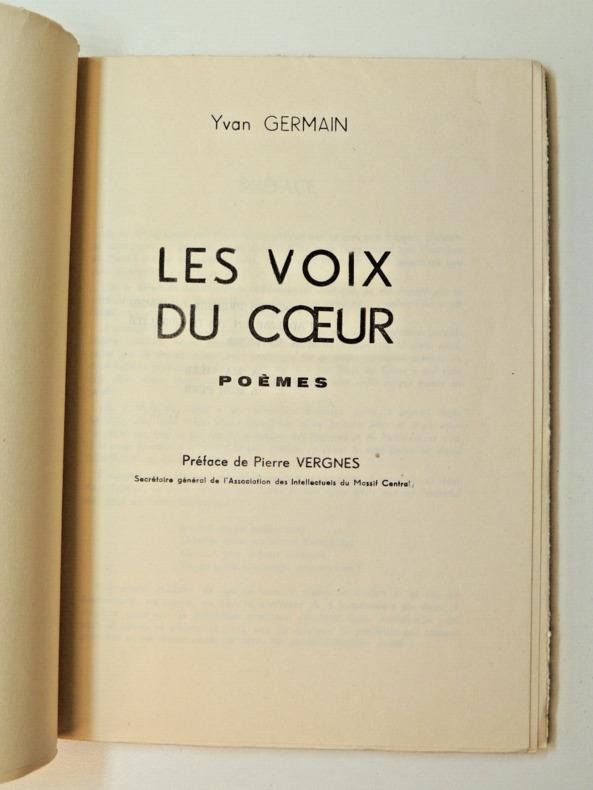 Yvan GERMAIN
LES VOIX
DU CŒUR
POÈMES
Préface de Pierre VERGNES
Secrétaire général de l'Association des Intellectuels du Massif Central.